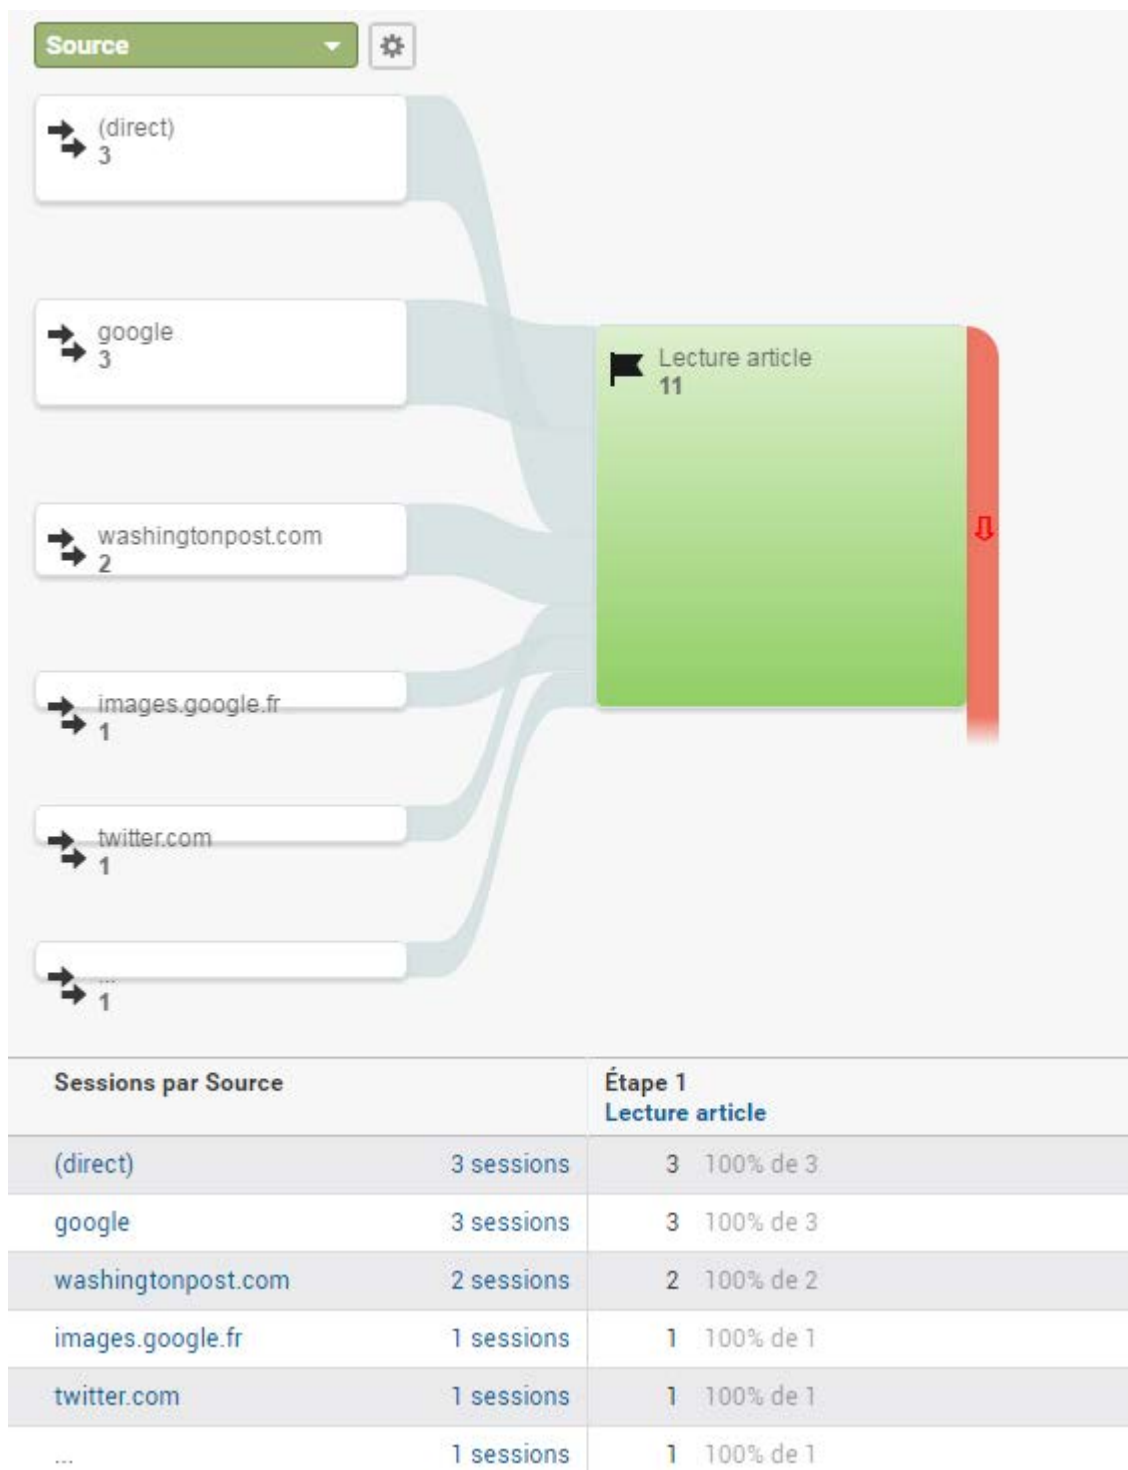 Source
(direct)
3
google
3
Lecture article
11
washingtonpost.com
2
images.google.fr
1
twitter.com
1
...
1
Sessions par Source
Étape 1
Lecture article
(direct) 3 sessions 3 100% de 3
google 3 sessions 3 100% de 3
washingtonpost.com 2 sessions 2 100% de 2
images.google.fr 1 sessions 1 100% de 1
twitter.com 1 sessions 1 100% de 1
... 1 sessions 1 100% de 1